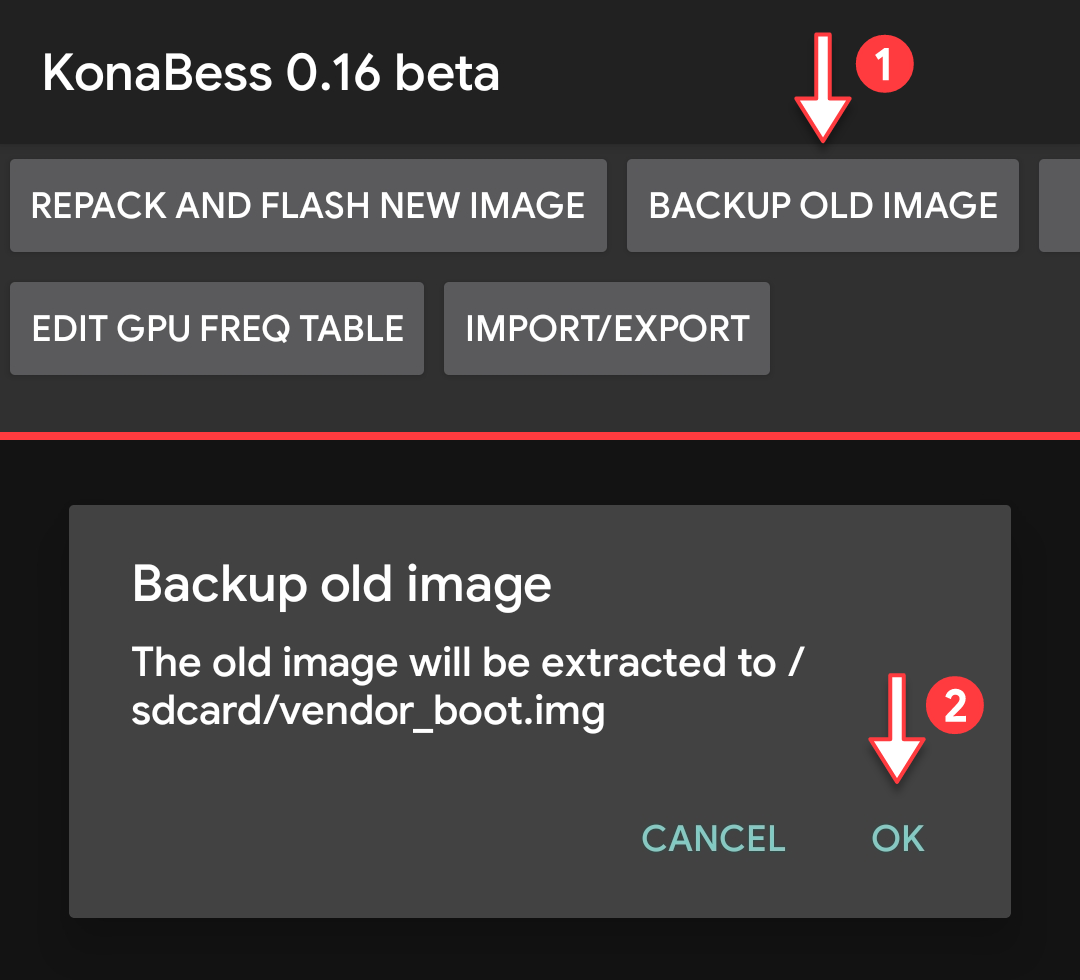 KonaBess 0.16 beta
1
REPACK AND FLASH NEW IMAGE
BACKUP OLD IMAGE
EDIT GPU FREQ TABLE
IMPORT/EXPORT
Backup old image
The old image will be extracted to /
sdcard/vendor_boot.img
2
CANCEL
OK